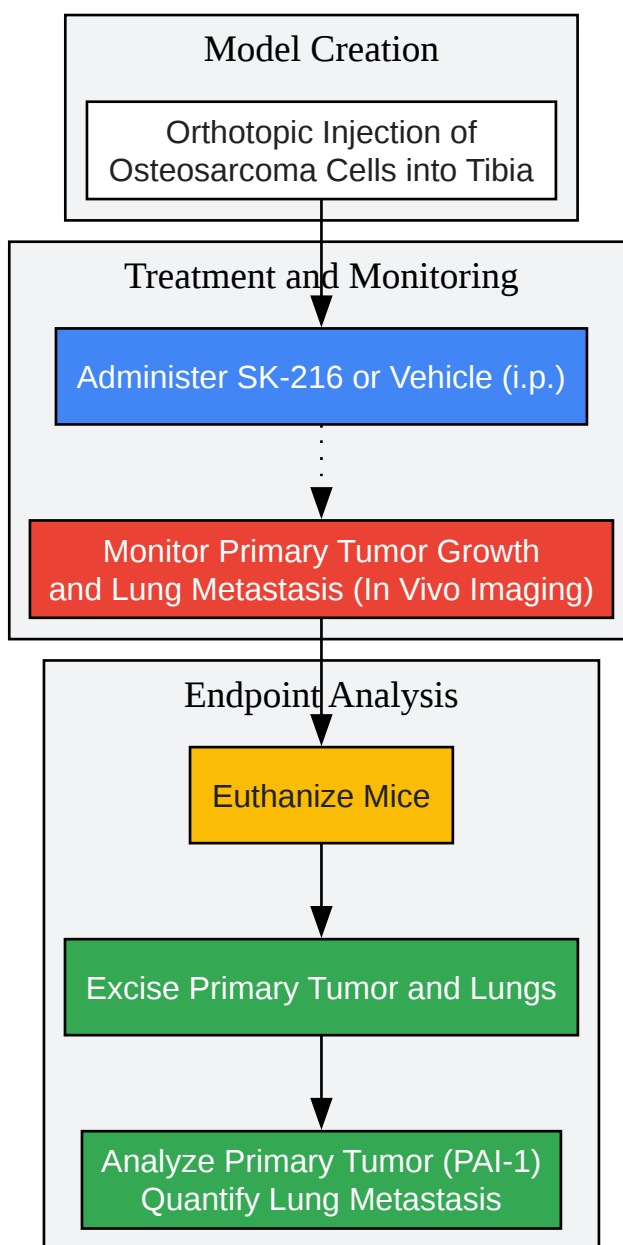 Model Creation
Orthotopic Injection of
Osteosarcoma Cells into Tibia
Treatment and Monitoring
Administer SK-216 or Vehicle (i.p.)
Monitor Primary Tumor Growth
and Lung Metastasis (In Vivo Imaging)
Endpoint Analysis
Euthanize Mice
Excise Primary Tumor and Lungs
Analyze Primary Tumor (PAI-1)
Quantify Lung Metastasis